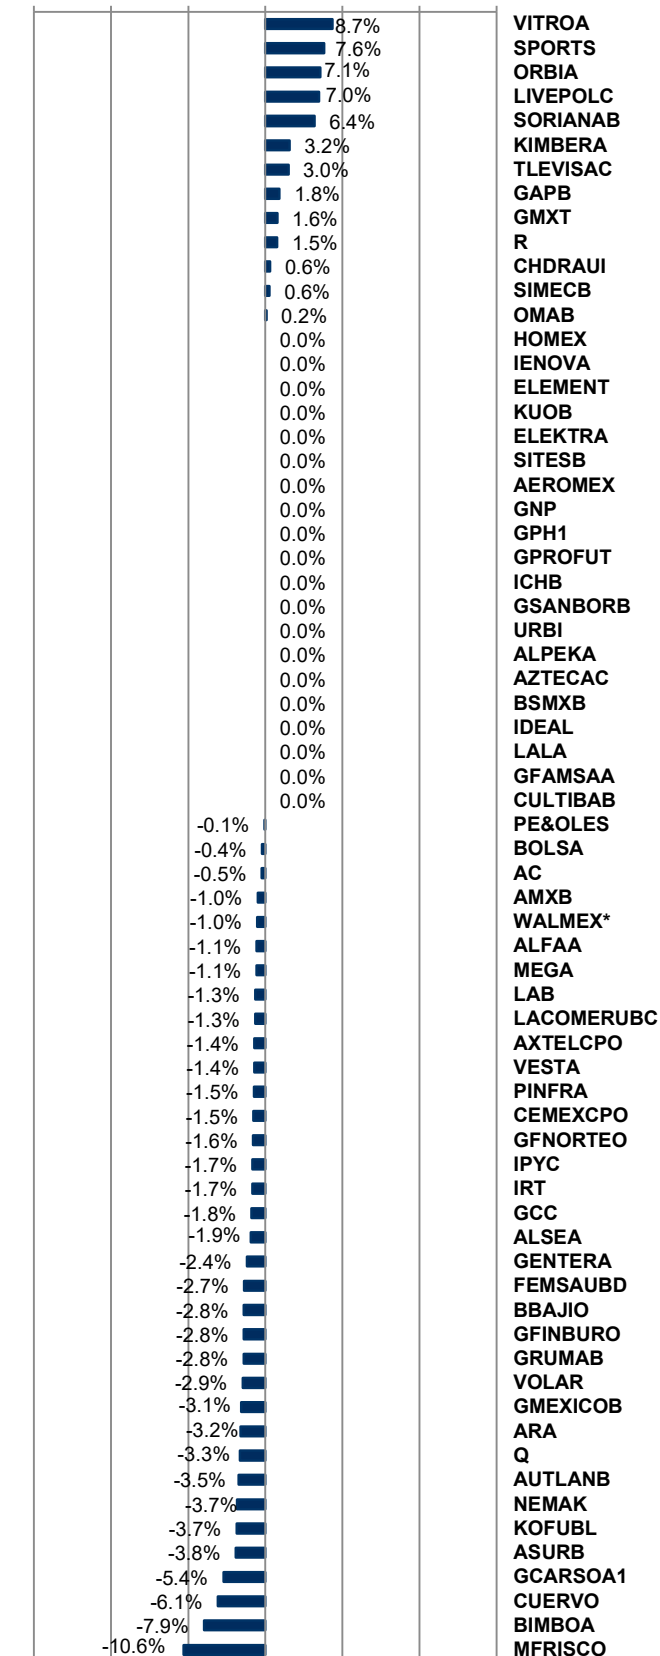 8.7% VITROA
7.6% SPORTS
7.1% ORBIA
7.0% LIVEPOLC
6.4% SORIANAB
3.2% KIMBERA
3.0% TLEVISAC
1.8% GAPB
1.6% GMXT
1.5% R
0.6% CHDRAUI
0.6% SIMECB
0.2% OMAB
0.0% HOMEX
0.0% IENOVA
0.0% ELEMENT
0.0% KUOB
0.0% ELEKTRA
0.0% SITESB
0.0% AEROMEX
0.0% GNP
0.0% GPH1
0.0% GPROFUT
0.0% ICHB
0.0% GSANBORB
0.0% URBI
0.0% ALPEKA
0.0% AZTECAC
0.0% BSMXB
0.0% IDEAL
0.0% LALA
0.0% GFAMSAA
0.0% CULTIBAB
-0.1% PE&OLES
-0.4% BOLSA
-0.5% AC
-1.0% AMXB
-1.0% WALMEX*
-1.1% ALFAA
-1.1% MEGA
-1.3% LAB
-1.3% LACOMERUBC
-1.4% AXTELCPO
-1.4% VESTA
-1.5% PINFRA
-1.5% CEMEXCPO
-1.6% GFNORTEO
-1.7% IPYC
-1.7% IRT
-1.8% GCC
-1.9% ALSEA
-2.4% GENTERA
-2.7% FEMSAUBD
-2.8% BBAJIO
-2.8% GFINBURO
-2.8% GRUMAB
-2.9% VOLAR
-3.1% GMEXICOB
-3.2% ARA
-3.3% Q
-3.5% AUTLANB
-3.7% NEMAK
-3.7% KOFUBL
-3.8% ASURB
-5.4% GCARSOA1
-6.1% CUERVO
-7.9% BIMBOA
-10.6% MFRISCO